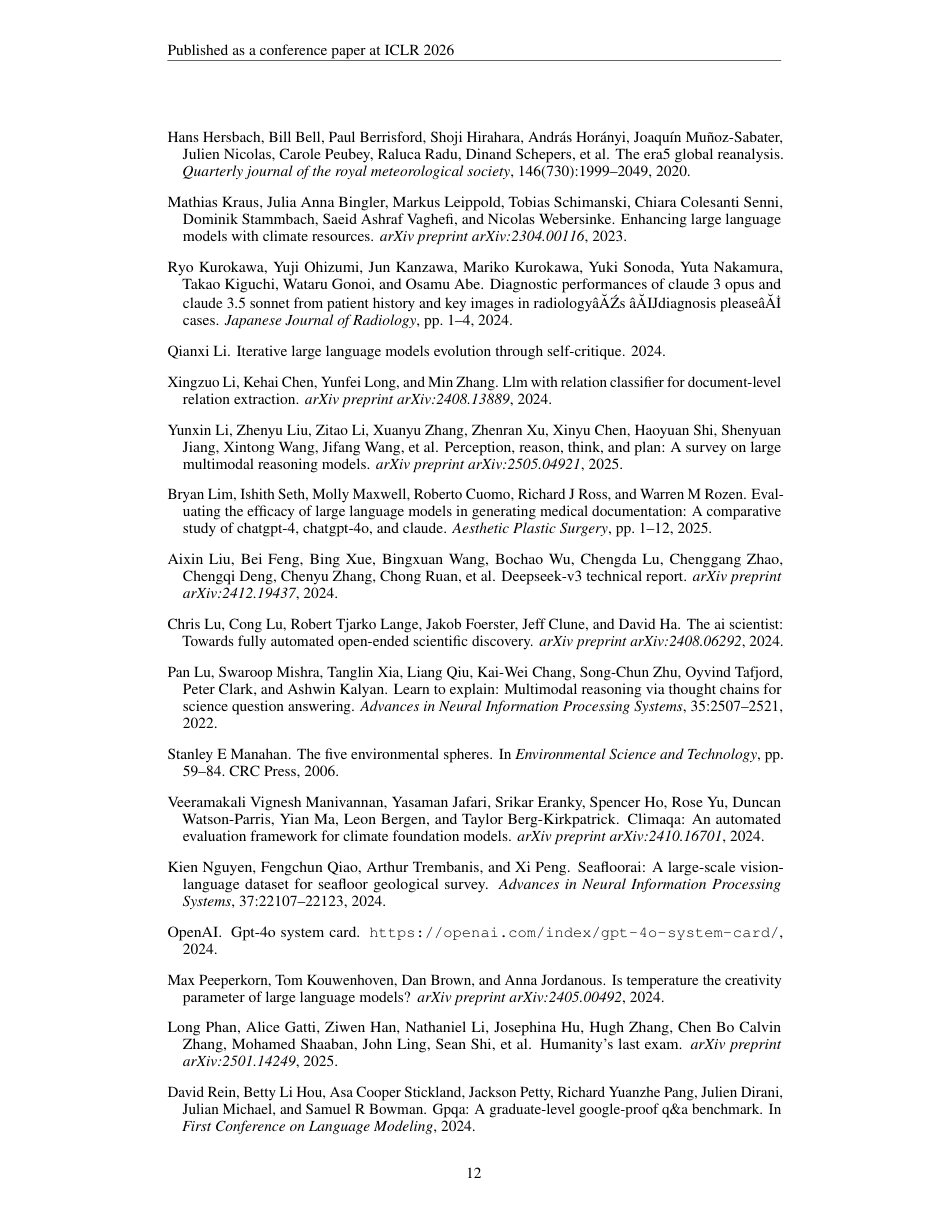 Published as a conference paper at ICLR 2026
Hans Hersbach, Bill Bell, Paul Berrisford, Shoji Hirahara, András Horányi, Joaquín Muñoz-Sabater,
Julien Nicolas, Carole Peubey, Raluca Radu, Dinand Schepers, et al. The era5 global reanalysis.
Quarterly journal of the royal meteorological society, 146(730):1999–2049, 2020.
Mathias Kraus, Julia Anna Bingler, Markus Leippold, Tobias Schimanski, Chiara Colesanti Senni,
Dominik Stammbach, Saeid Ashraf Vaghefi, and Nicolas Webersinke. Enhancing large language
models with climate resources. arXiv preprint arXiv:2304.00116, 2023.
Ryo Kurokawa, Yuji Ohizumi, Jun Kanzawa, Mariko Kurokawa, Yuki Sonoda, Yuta Nakamura,
Takao Kiguchi, Wataru Gonoi, and Osamu Abe. Diagnostic performances of claude 3 opus and
claude 3.5 sonnet from patient history and key images in radiologyâĂŹs âĂIJdiagnosis pleaseâĂİ
cases. Japanese Journal of Radiology, pp. 1–4, 2024.
Qianxi Li. Iterative large language models evolution through self-critique. 2024.
Xingzuo Li, Kehai Chen, Yunfei Long, and Min Zhang. Llm with relation classifier for document-level
relation extraction. arXiv preprint arXiv:2408.13889, 2024.
Yunxin Li, Zhenyu Liu, Zitao Li, Xuanyu Zhang, Zhenran Xu, Xinyu Chen, Haoyuan Shi, Shenyuan
Jiang, Xintong Wang, Jifang Wang, et al. Perception, reason, think, and plan: A survey on large
multimodal reasoning models. arXiv preprint arXiv:2505.04921, 2025.
Bryan Lim, Ishith Seth, Molly Maxwell, Roberto Cuomo, Richard J Ross, and Warren M Rozen. Eval-
uating the efficacy of large language models in generating medical documentation: A comparative
study of chatgpt-4, chatgpt-4o, and claude. Aesthetic Plastic Surgery, pp. 1–12, 2025.
Aixin Liu, Bei Feng, Bing Xue, Bingxuan Wang, Bochao Wu, Chengda Lu, Chenggang Zhao,
Chengqi Deng, Chenyu Zhang, Chong Ruan, et al. Deepseek-v3 technical report. arXiv preprint
arXiv:2412.19437, 2024.
Chris Lu, Cong Lu, Robert Tjarko Lange, Jakob Foerster, Jeff Clune, and David Ha. The ai scientist:
Towards fully automated open-ended scientific discovery. arXiv preprint arXiv:2408.06292, 2024.
Pan Lu, Swaroop Mishra, Tanglin Xia, Liang Qiu, Kai-Wei Chang, Song-Chun Zhu, Oyvind Tafjord,
Peter Clark, and Ashwin Kalyan. Learn to explain: Multimodal reasoning via thought chains for
science question answering. Advances in Neural Information Processing Systems, 35:2507–2521,
2022.
Stanley E Manahan. The five environmental spheres. In Environmental Science and Technology, pp.
59–84. CRC Press, 2006.
Veeramakali Vignesh Manivannan, Yasaman Jafari, Srikar Eranky, Spencer Ho, Rose Yu, Duncan
Watson-Parris, Yian Ma, Leon Bergen, and Taylor Berg-Kirkpatrick. Climaqa: An automated
evaluation framework for climate foundation models. arXiv preprint arXiv:2410.16701, 2024.
Kien Nguyen, Fengchun Qiao, Arthur Trembanis, and Xi Peng. Seafloorai: A large-scale vision-
language dataset for seafloor geological survey. Advances in Neural Information Processing
Systems, 37:22107–22123, 2024.
OpenAI. Gpt-4o system card. https://openai.com/index/gpt-4o-system-card/,
2024.
Max Peeperkorn, Tom Kouwenhoven, Dan Brown, and Anna Jordanous. Is temperature the creativity
parameter of large language models? arXiv preprint arXiv:2405.00492, 2024.
Long Phan, Alice Gatti, Ziwen Han, Nathaniel Li, Josephina Hu, Hugh Zhang, Chen Bo Calvin
Zhang, Mohamed Shaaban, John Ling, Sean Shi, et al. Humanity's last exam. arXiv preprint
arXiv:2501.14249, 2025.
David Rein, Betty Li Hou, Asa Cooper Stickland, Jackson Petty, Richard Yuanzhe Pang, Julien Dirani,
Julian Michael, and Samuel R Bowman. Gpqa: A graduate-level google-proof q&a benchmark. In
First Conference on Language Modeling, 2024.
12